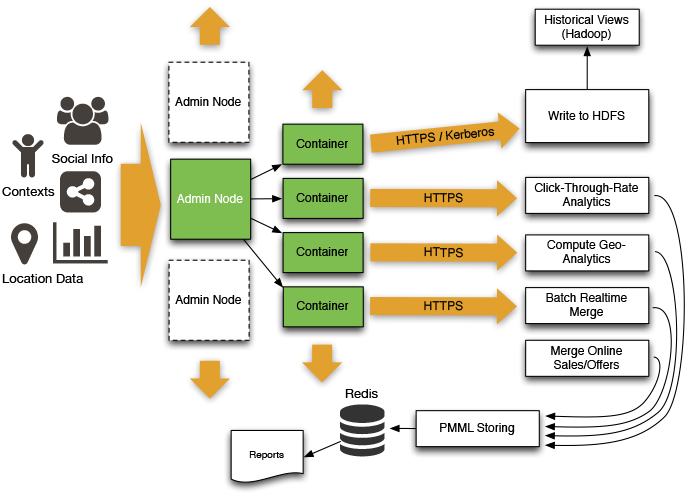 Historical Views
(Hadoop)
Admin Node
Write to HDFS
HTTPS / Kerberos
Container
Social Info
Contexts
Admin Node
Container
HTTPS
Click-Through-Rate
Analytics
Container
HTTPS
Compute Geo-
Analytics
Location Data
Admin Node
Container
HTTPS
Batch Realtime
Merge
Merge Online
Sales/Offers
Redis
PMML Storing
Reports